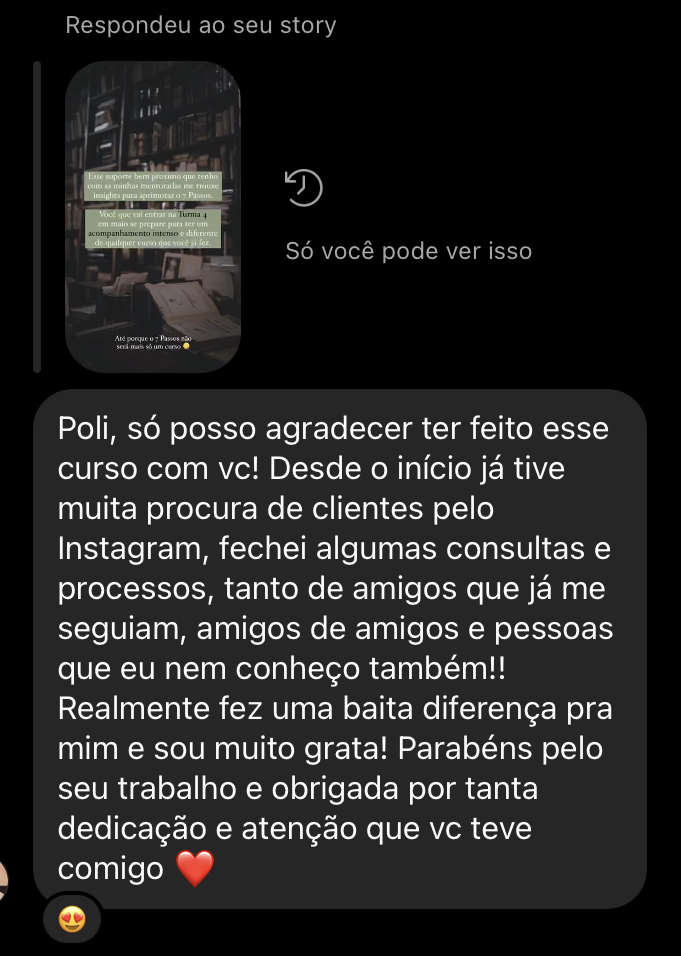 Respondeu ao seu story
Esse suporte bem próximo que tenho
com as minhas mentoradas me trouxe
insights para aprimorar o 7 Passos.
Você que vai entrar na Turma 4
em maio se prepare para ter um
acompanhamento intenso e diferente
de qualquer curso que você já fez.
Até porque o 7 Passos não
será mais só um curso
Só você pode ver isso
Poli, só posso agradecer ter feito esse
curso com vc! Desde o início já tive
muita procura de clientes pelo
Instagram, fechei algumas consultas e
processos, tanto de amigos que já me
seguiam, amigos de amigos e pessoas
que eu nem conheço também!!
Realmente fez uma baita diferença pra
mim e sou muito grata! Parabéns pelo
seu trabalho e obrigada por tanta
dedicação e atenção que vc teve
comigo ❤️